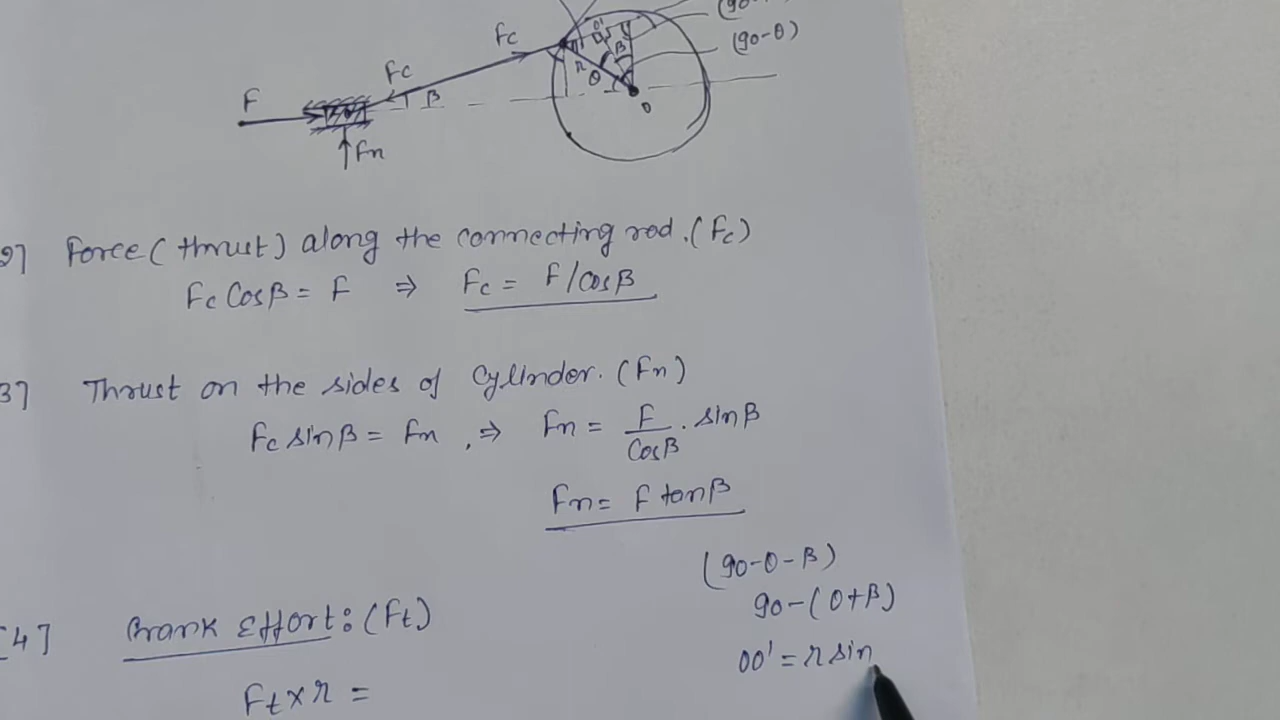 (90-
(90-θ)
Fc
Fc
F
β
Fn
β
r
θ
O
2] Force (thrust) along the connecting rod. (Fc)
Fc Cosβ = F ⇒ Fc = F/Cosβ
3] Thrust on the sides of Cylinder. (Fn)
Fc sinβ = Fn , ⇒ Fn = F/Cosβ . sinβ
Fn = F tanβ
(90-θ-β)
90-(θ+β)
[4] Crank Effort: (Ft)
OO' = r sin
Ft × r =